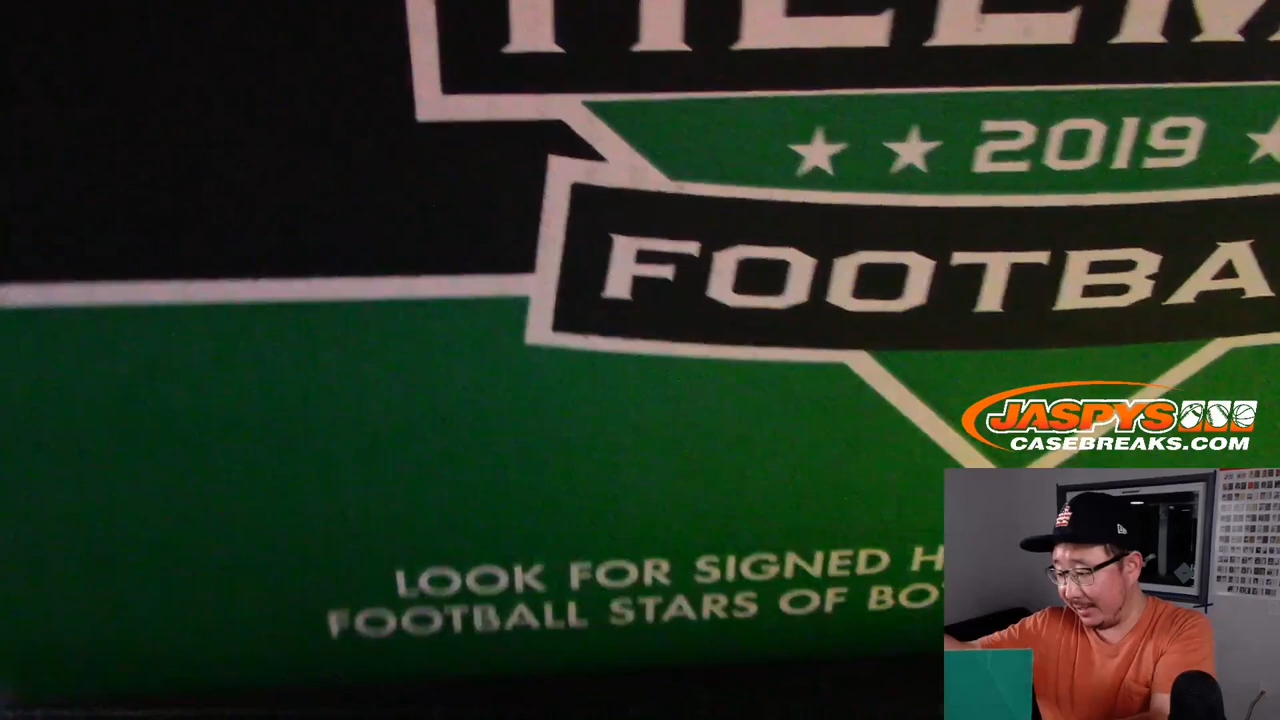 2019
FOOTBA
LOOK FOR SIGNED H
FOOTBALL STARS OF BO
JASPYS
CASEBREAKS.COM